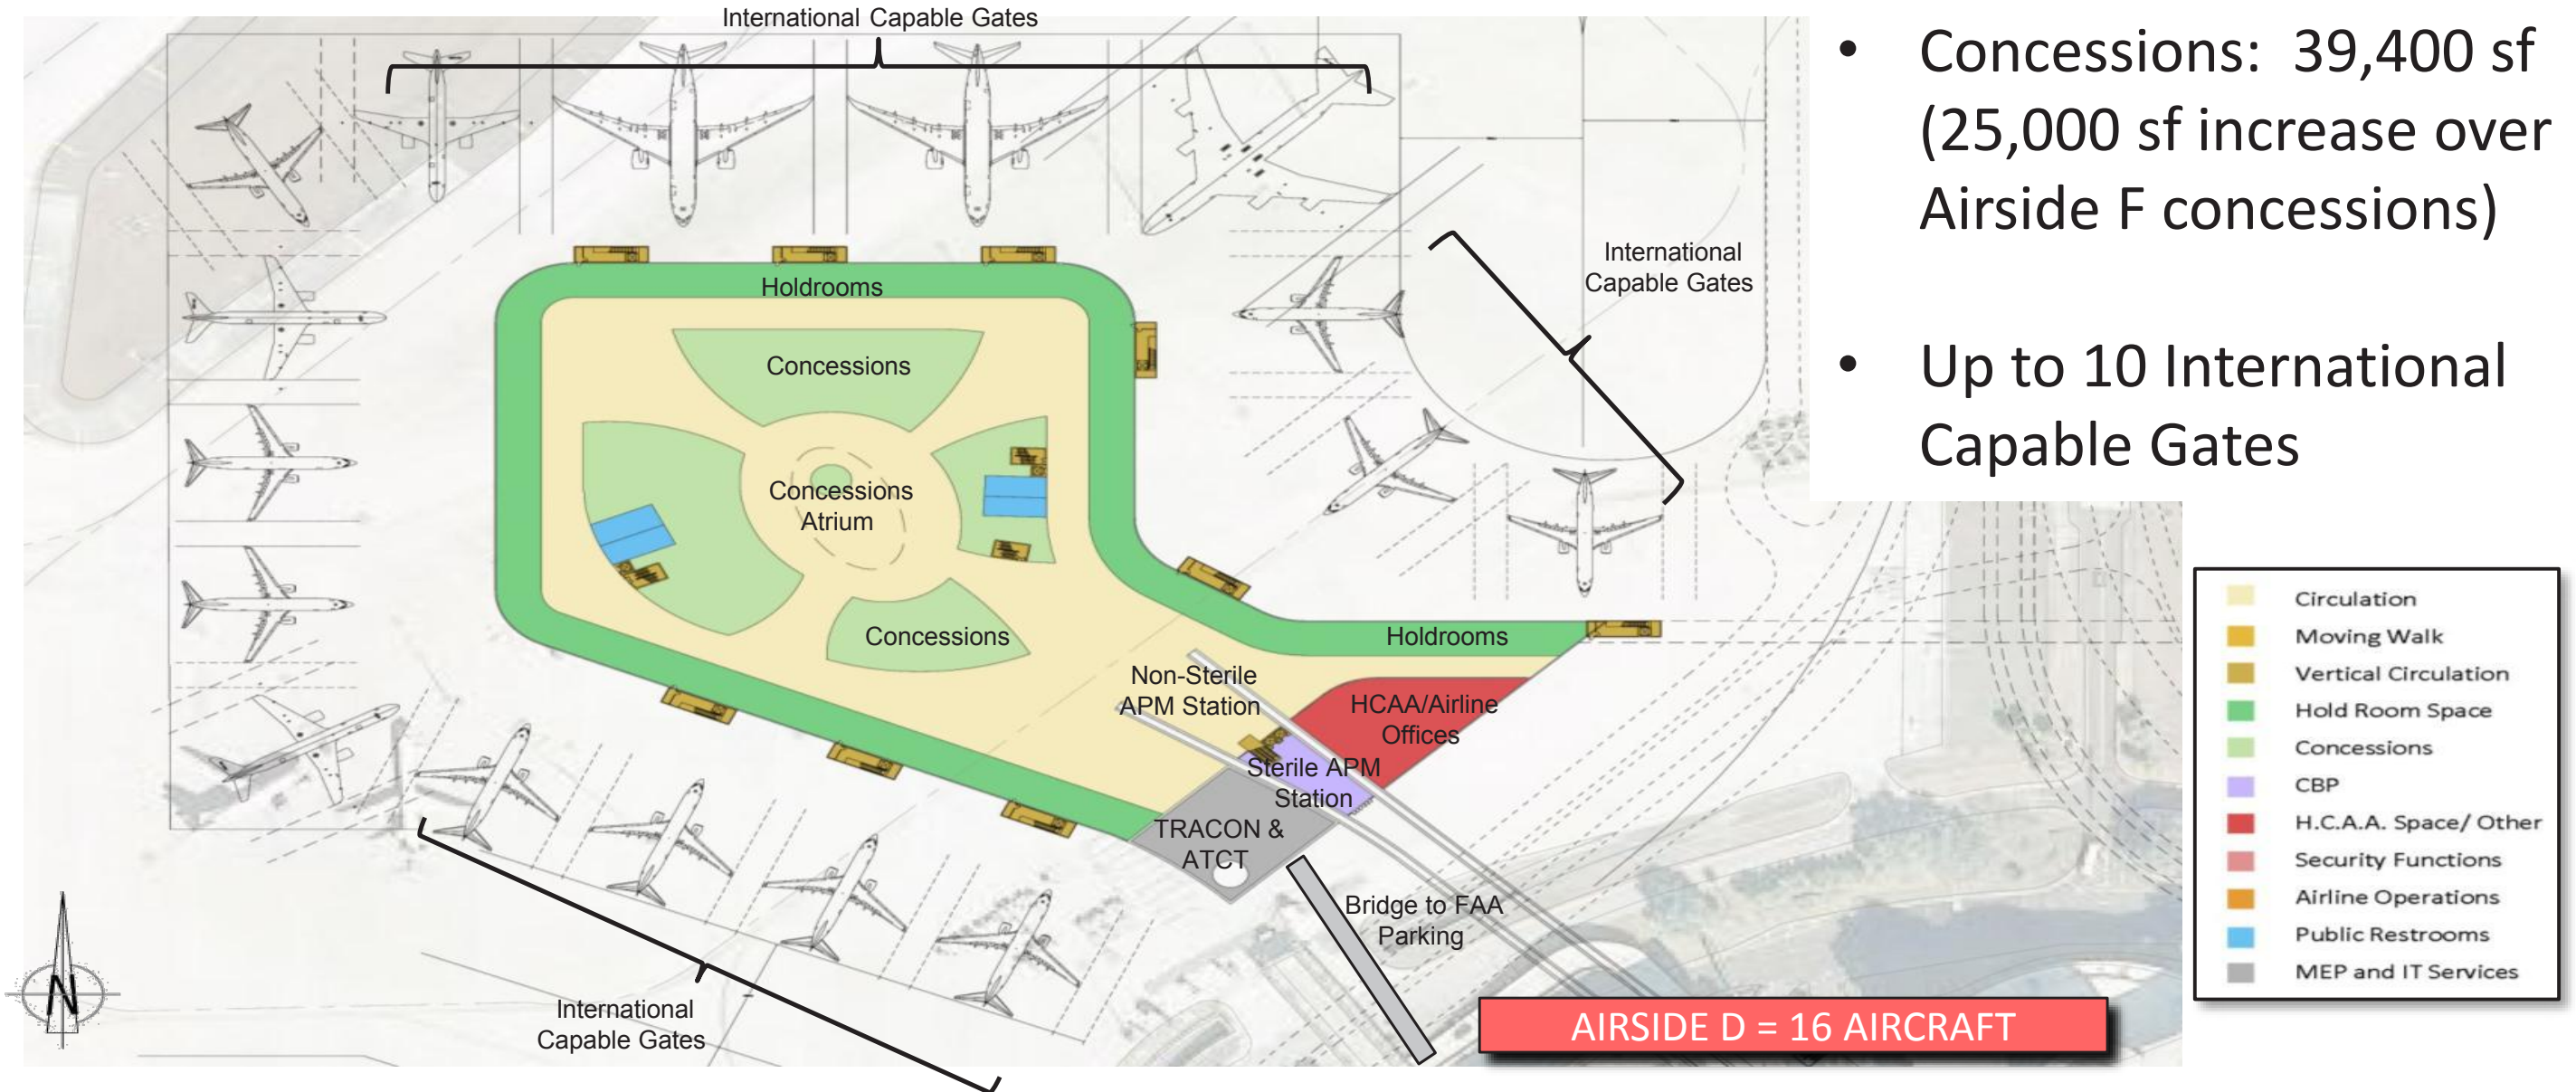 International Capable Gates
• Concessions: 39,400 sf
(25,000 sf increase over
Airside F concessions)
• Up to 10 International
Capable Gates
International
Capable Gates
Holdrooms
Concessions
Concessions
Atrium
Concessions
Holdrooms
Non-Sterile
APM Station
HCAA/Airline
Offices
Sterile APM
Station
TRACON &
ATCT
Bridge to FAA
Parking
International
Capable Gates
N
AIRSIDE D = 16 AIRCRAFT
Circulation
Moving Walk
Vertical Circulation
Hold Room Space
Concessions
CBP
H.C.A.A. Space/ Other
Security Functions
Airline Operations
Public Restrooms
MEP and IT Services